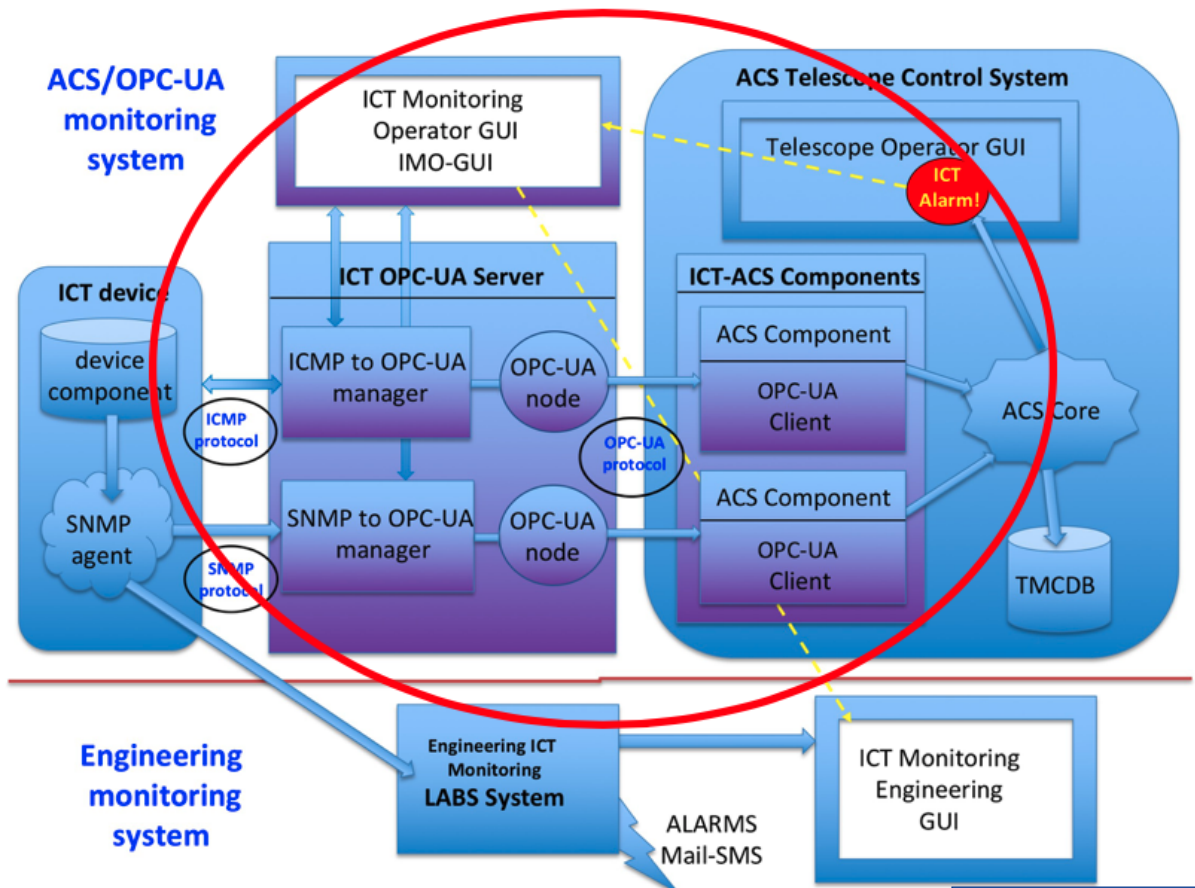 ACS/OPC-UA
monitoring
system
ICT Monitoring
Operator GUI
IMO-GUI
ACS Telescope Control System
Telescope Operator GUI
ICT
Alarm!
ICT device
device
component
SNMP
agent
ICMP
protocol
SNMP
protocol
ICT OPC-UA Server
ICMP to OPC-UA
manager
OPC-UA
node
SNMP to OPC-UA
manager
OPC-UA
node
OPC-UA
protocol
ICT-ACS Components
ACS Component
OPC-UA
Client
ACS Component
OPC-UA
Client
ACS Core
TMCDB
Engineering
monitoring
system
Engineering ICT
Monitoring
LABS System
ALARMS
Mail-SMS
ICT Monitoring
Engineering
GUI